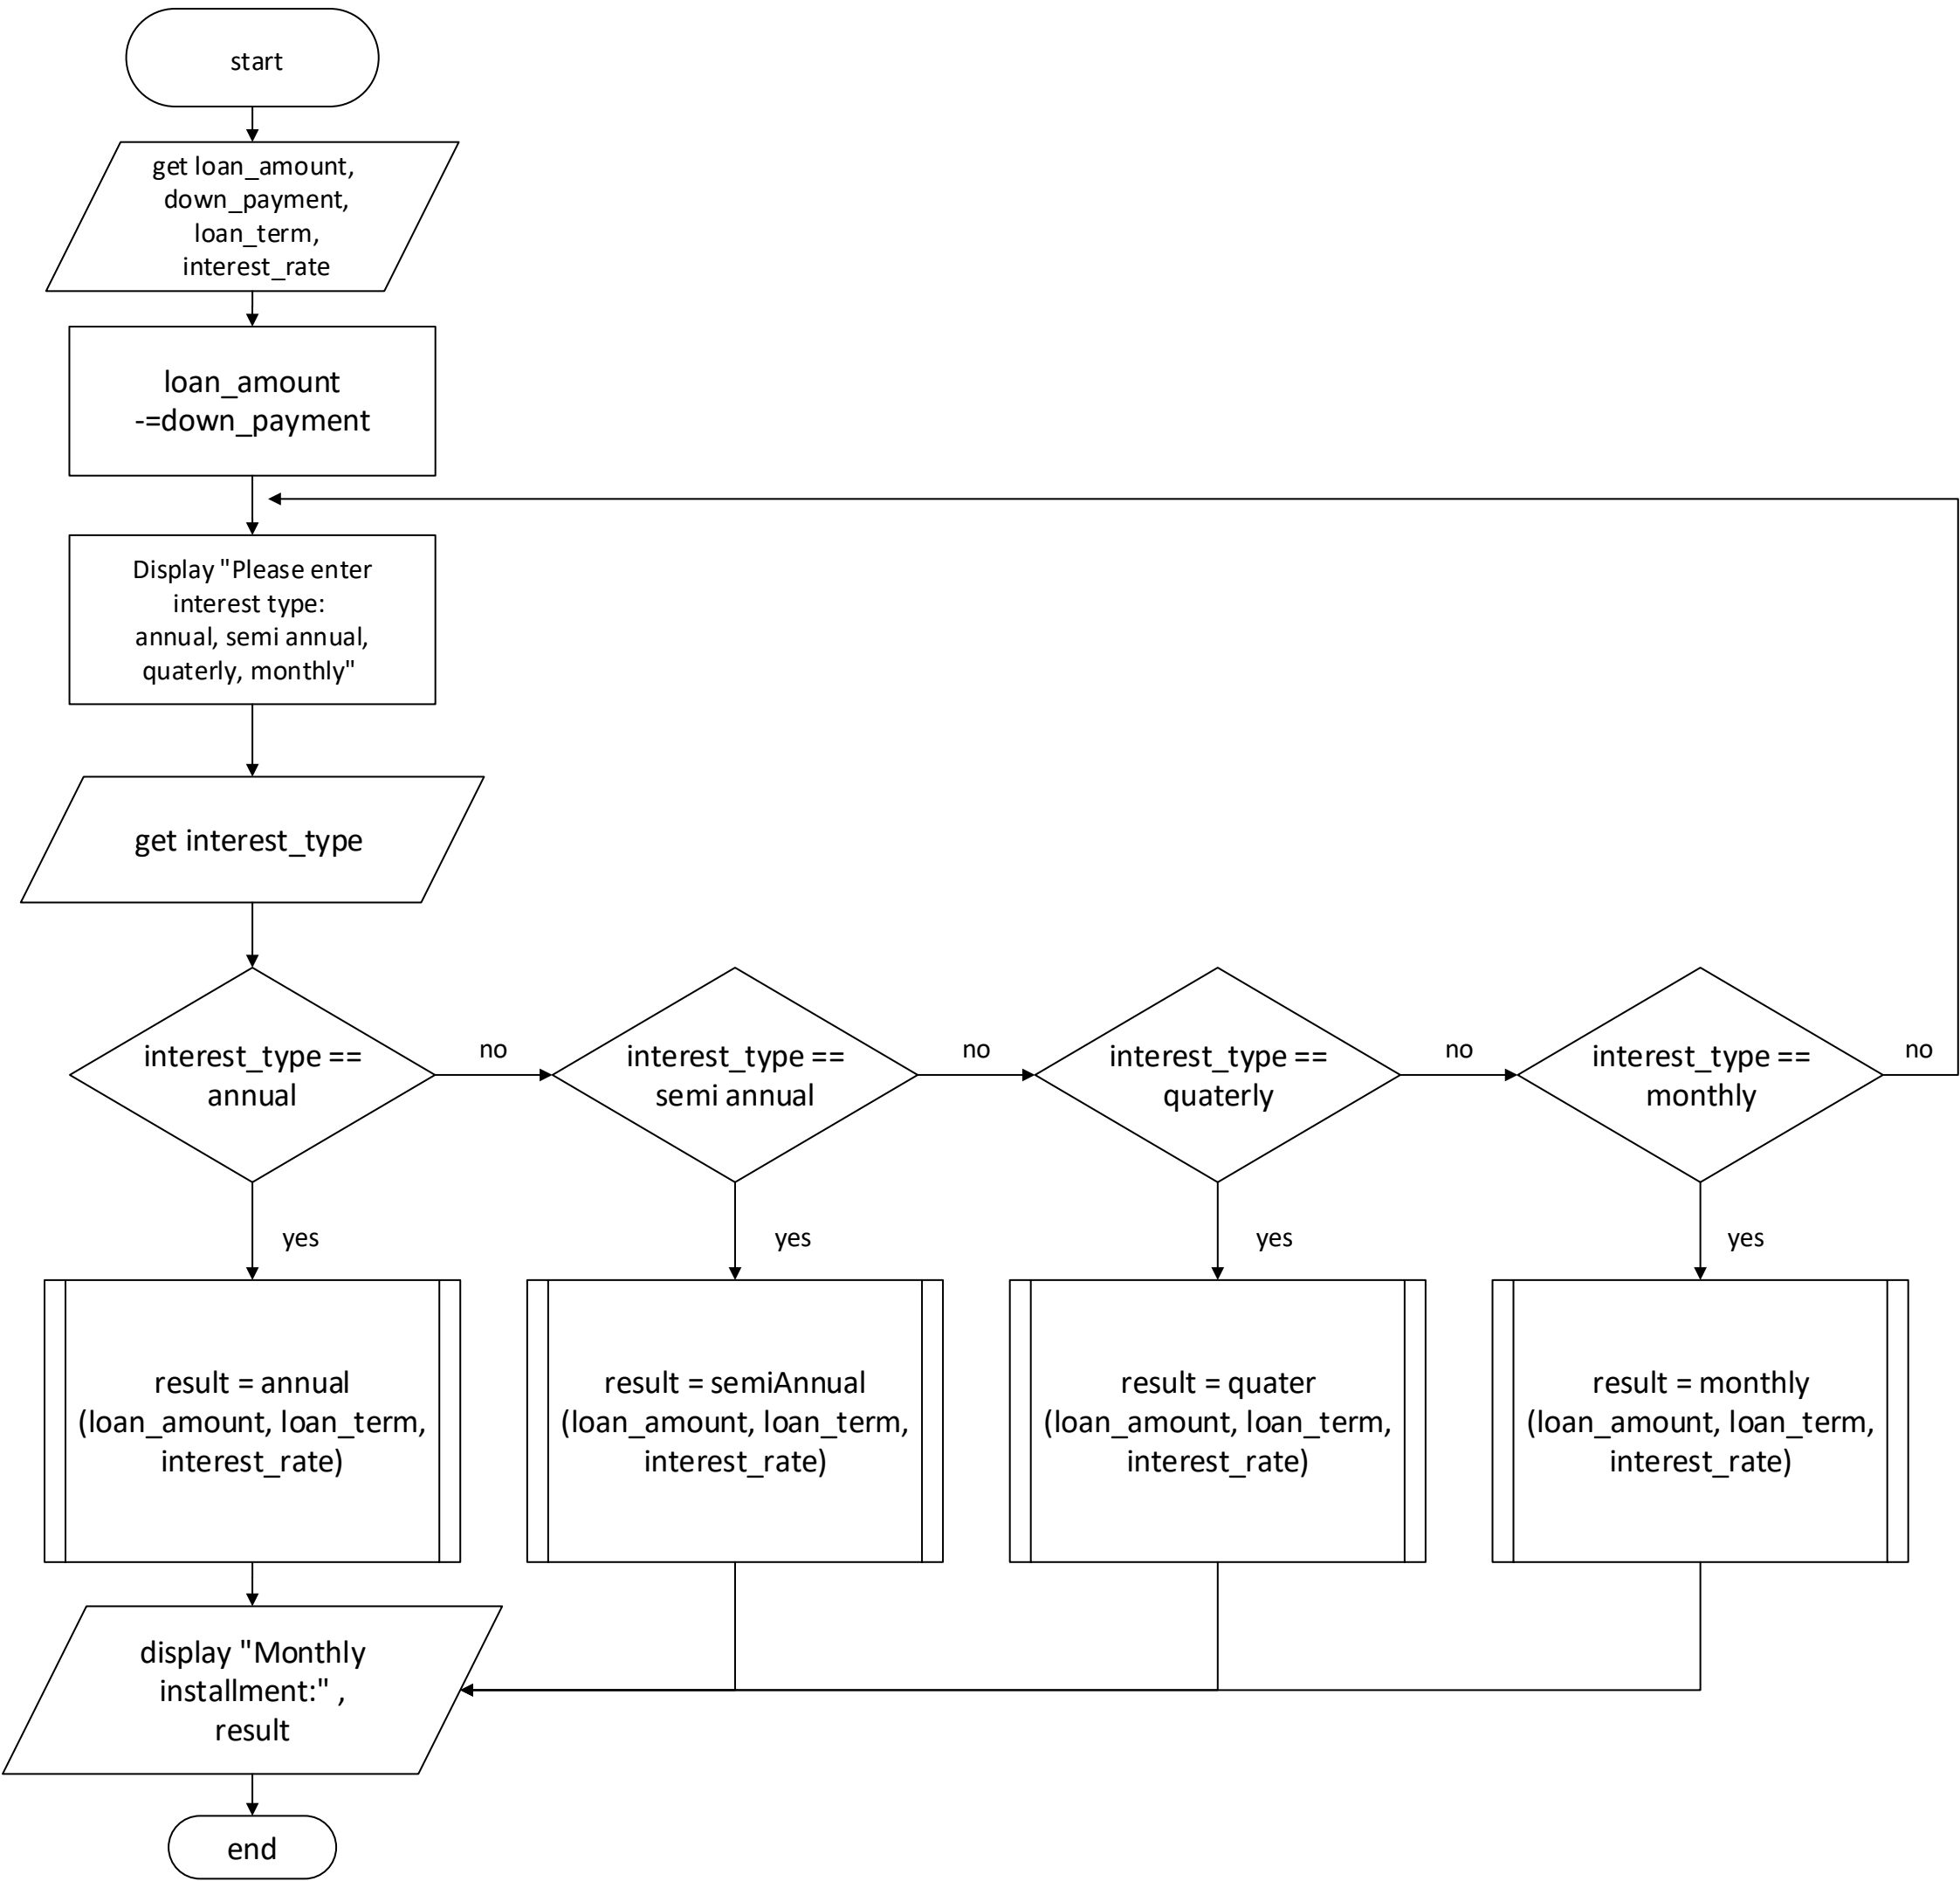 start
get loan_amount,
down_payment,
loan_term,
interest_rate
loan_amount
-=down_payment
Display "Please enter
interest type:
annual, semi annual,
quaterly, monthly"
get interest_type
interest_type ==
annual
no
interest_type ==
semi annual
no
interest_type ==
quaterly
no
interest_type ==
monthly
no
yes
yes
yes
yes
result = annual
(loan_amount, loan_term,
interest_rate)
result = semiAnnual
(loan_amount, loan_term,
interest_rate)
result = quater
(loan_amount, loan_term,
interest_rate)
result = monthly
(loan_amount, loan_term,
interest_rate)
display "Monthly
installment:" ,
result
end